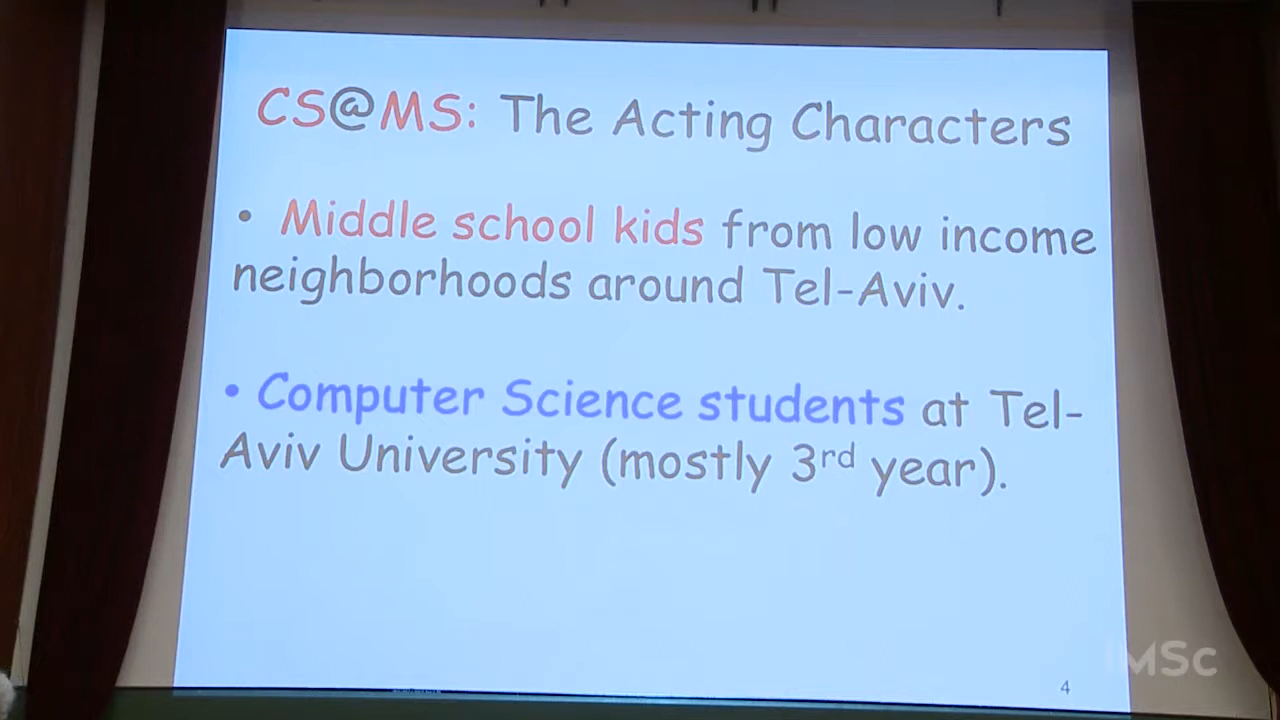 CS@MS: The Acting Characters
• Middle school kids from low income
neighborhoods around Tel-Aviv.
• Computer Science students at Tel-
Aviv University (mostly 3rd year).
4
IMSc